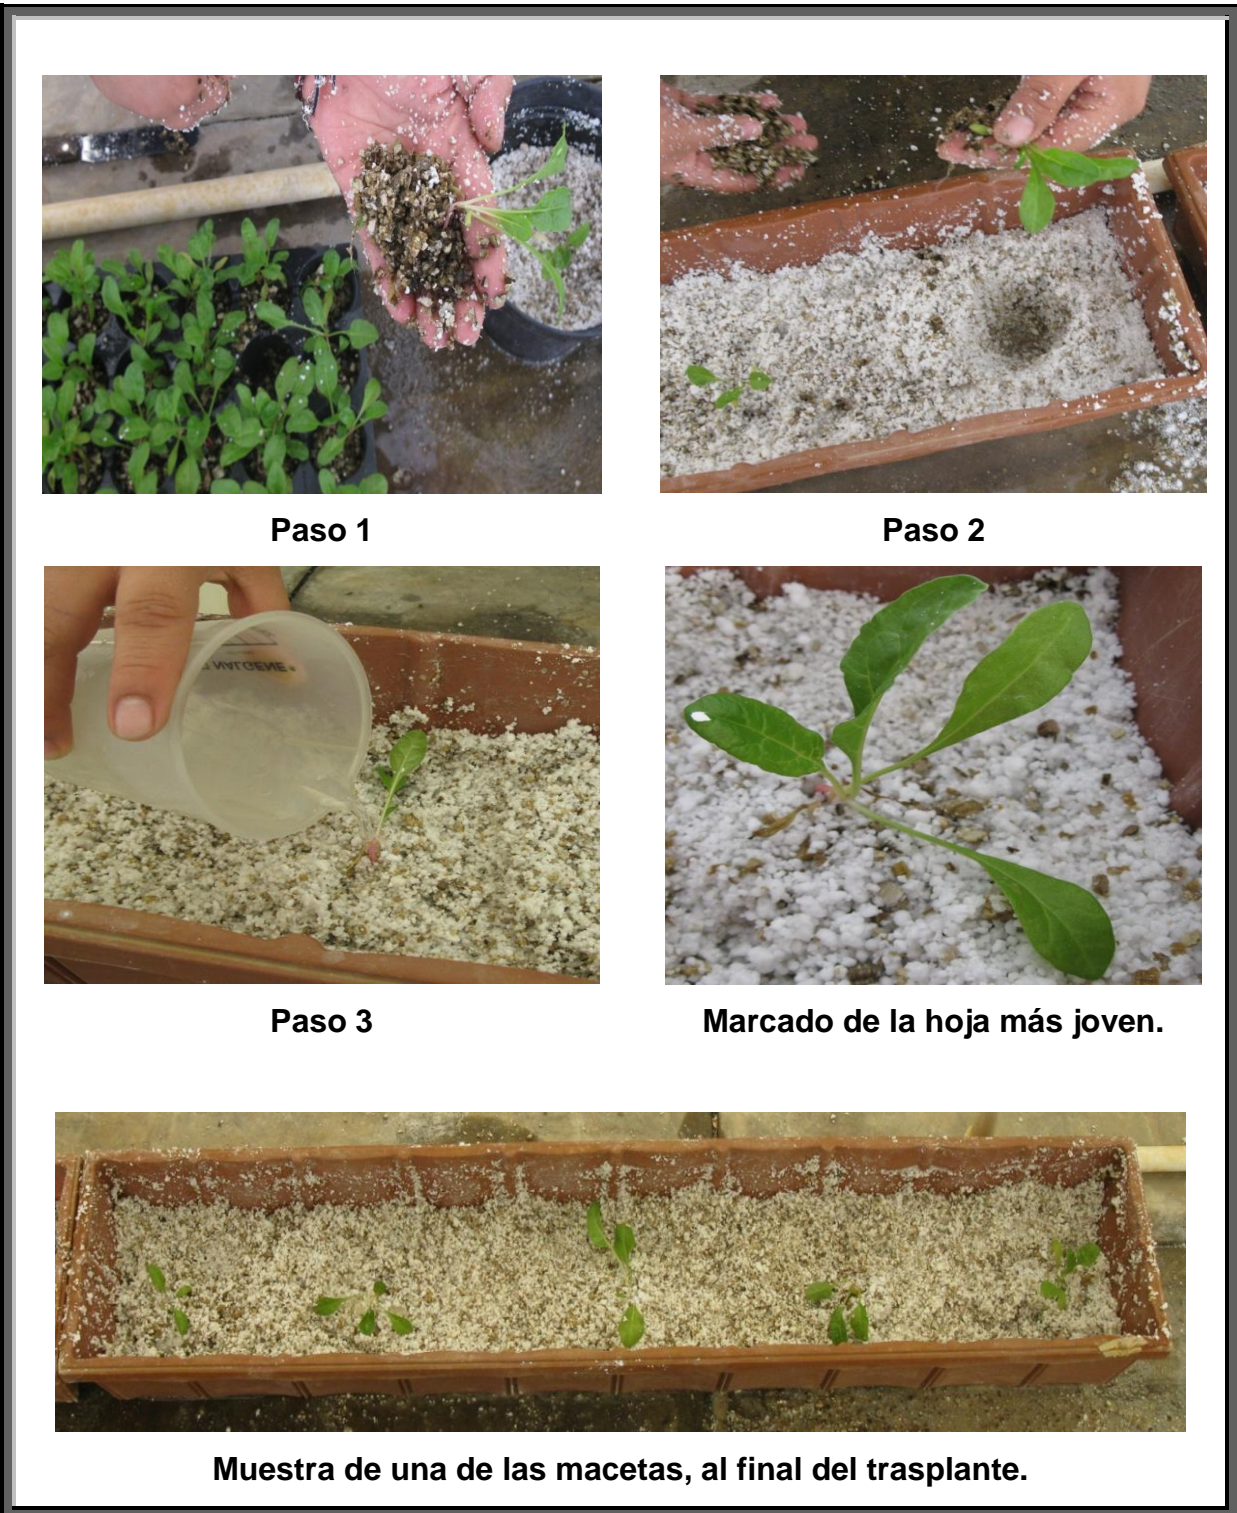 Paso 1
Paso 2
NALGENE
Paso 3
Marcado de la hoja más joven.
Muestra de una de las macetas, al final del trasplante.